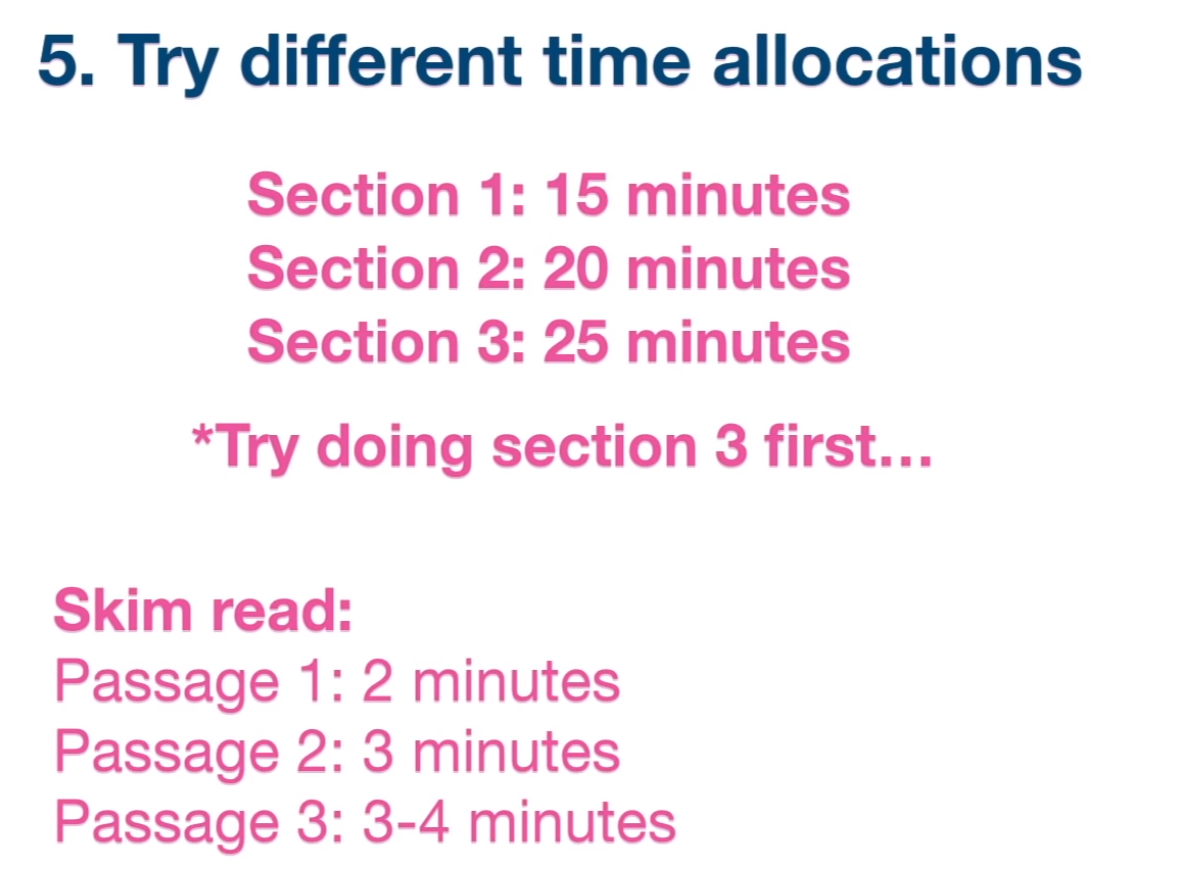 5. Try different time allocations
Section 1: 15 minutes
Section 2: 20 minutes
Section 3: 25 minutes
*Try doing section 3 first...
Skim read:
Passage 1: 2 minutes
Passage 2: 3 minutes
Passage 3: 3-4 minutes